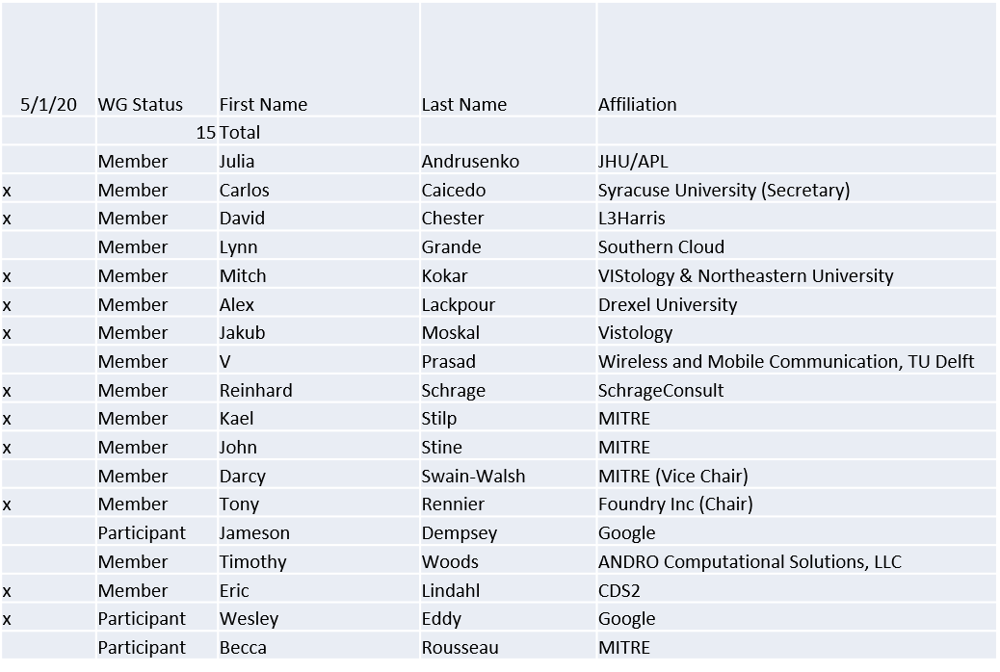 5/1/20 WG Status First Name Last Name Affiliation
15 Total
Member Julia Andrusenko JHU/APL
x Member Carlos Caicedo Syracuse University (Secretary)
x Member David Chester L3Harris
Member Lynn Grande Southern Cloud
x Member Mitch Kokar VIStology & Northeastern University
x Member Alex Lackpour Drexel University
x Member Jakub Moskal Vistology
Member V Prasad Wireless and Mobile Communication, TU Delft
x Member Reinhard Schrage SchrageConsult
x Member Kael Stilp MITRE
x Member John Stine MITRE
Member Darcy Swain-Walsh MITRE (Vice Chair)
x Member Tony Rennier Foundry Inc (Chair)
Participant Jameson Dempsey Google
Member Timothy Woods ANDRO Computational Solutions, LLC
x Member Eric Lindahl CDS2
x Participant Wesley Eddy Google
Participant Becca Rousseau MITRE